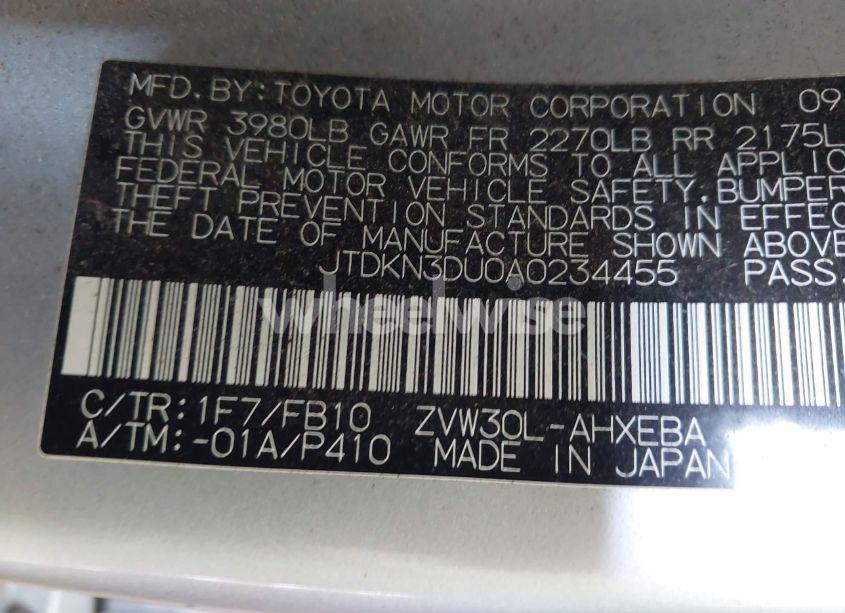 MFD. BY: TOYOTA MOTOR CORPORATION 09
GVWR 3980LB GAWR FR 2270LB RR 2175L
THIS VEHICLE CONFORMS TO ALL APPLIC
FEDERAL MOTOR VEHICLE SAFETY, BUMPER
THEFT PREVENTION STANDARDS IN EFFEC
THE DATE OF MANUFACTURE SHOWN ABOVE
JTDKN3DU0A0234455 PASS.
wheelwise
C/TR: 1F7/FB10 ZVW30L-AHXEBA
A/TM: -01A/P410 MADE IN JAPAN